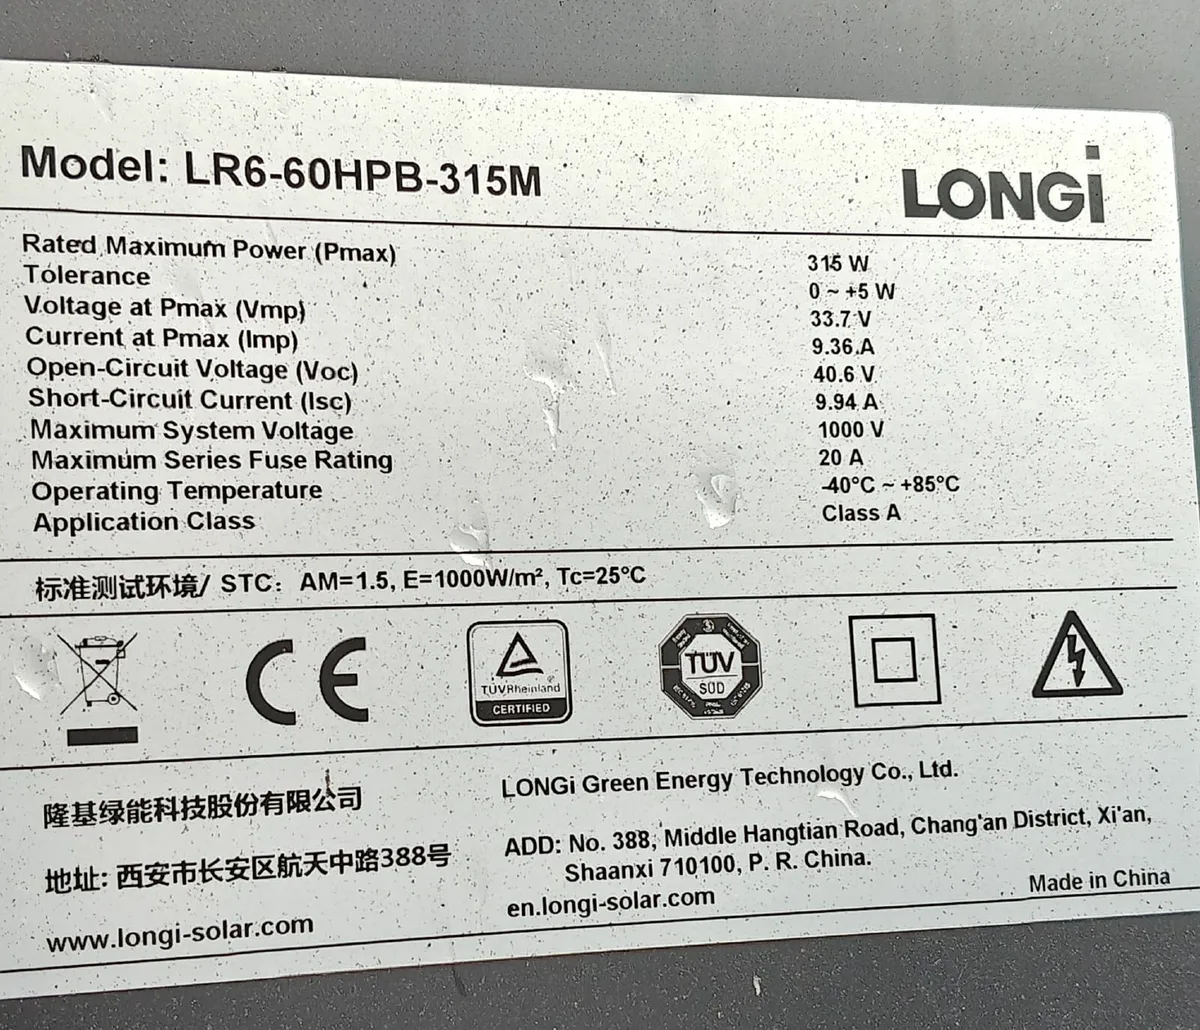 Model: LR6-60HPB-315M
LONGi
Rated Maximum Power (Pmax) 315 W
Tolerance 0 ~ +5 W
Voltage at Pmax (Vmp) 33.7 V
Current at Pmax (Imp) 9.36 A
Open-Circuit Voltage (Voc) 40.6 V
Short-Circuit Current (Isc) 9.94 A
Maximum System Voltage 1000 V
Maximum Series Fuse Rating 20 A
Operating Temperature -40°C ~ +85°C
Application Class Class A
标准测试环境/ STC: AM=1.5, E=1000W/m², Tc=25°C
CE
TÜVRheinland
CERTIFIED
TÜV
SÜD
隆基绿能科技股份有限公司
地址: 西安市长安区航天中路388号
www.longi-solar.com
LONGi Green Energy Technology Co., Ltd.
ADD: No. 388, Middle Hangtian Road, Chang'an District, Xi'an,
Shaanxi 710100, P. R. China.
en.longi-solar.com
Made in China